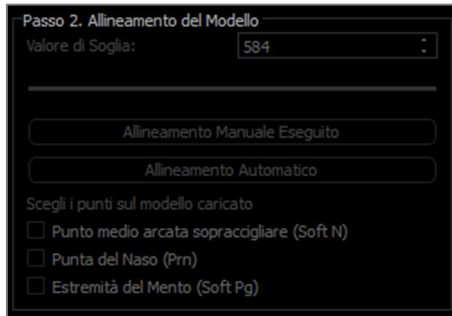 Passo 2. Allineamento del Modello
Valore di Soglia: 584
Allineamento Manuale Eseguito
Allineamento Automatico
Scegli i punti sul modello caricato
Punto medio arcata sopraccigliare (Soft N)
Punta del Naso (Prn)
Estremità del Mento (Soft Pg)